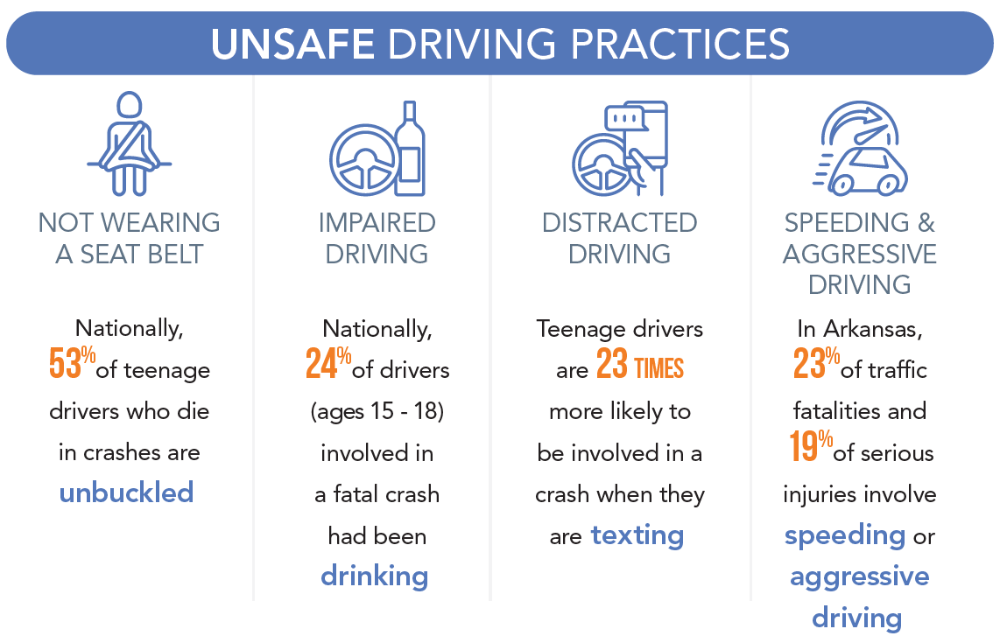 UNSAFE DRIVING PRACTICES
NOT WEARING
A SEAT BELT
Nationally,
53% of teenage
drivers who die
in crashes are
unbuckled
IMPAIRED
DRIVING
Nationally,
24% of drivers
(ages 15 - 18)
involved in
a fatal crash
had been
drinking
DISTRACTED
DRIVING
Teenage drivers
are 23 TIMES
more likely to
be involved in a
crash when they
are texting
SPEEDING &
AGGRESSIVE
DRIVING
In Arkansas,
23% of traffic
fatalities and
19% of serious
injuries involve
speeding or
aggressive
driving